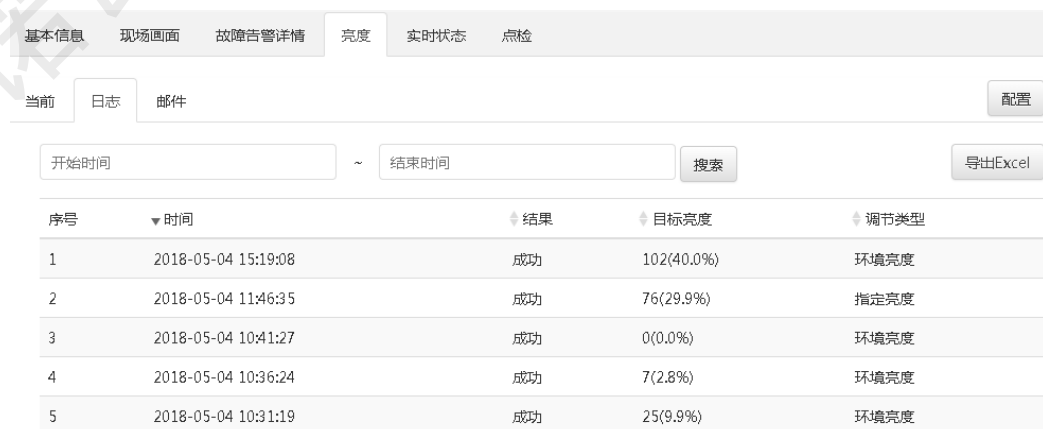 基本信息 现场画面 故障告警详情 亮度 实时状态 点检
当前 日志 邮件 配置
开始时间 ~ 结束时间 搜索 导出Excel
序号 时间 结果 目标亮度 调节类型
1 2018-05-04 15:19:08 成功 102(40.0%) 环境亮度
2 2018-05-04 11:46:35 成功 76(29.9%) 指定亮度
3 2018-05-04 10:41:27 成功 0(0.0%) 环境亮度
4 2018-05-04 10:36:24 成功 7(2.8%) 环境亮度
5 2018-05-04 10:31:19 成功 25(9.9%) 环境亮度